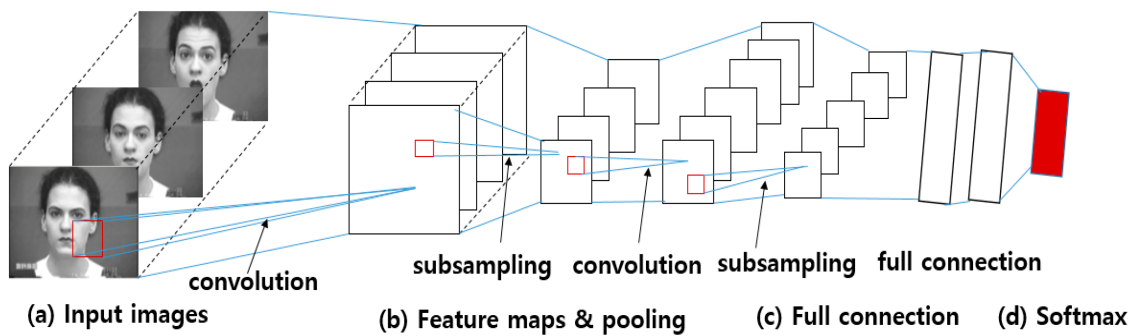 convolution
subsampling
convolution
subsampling
full connection
(a) Input images
(b) Feature maps & pooling
(c) Full connection
(d) Softmax